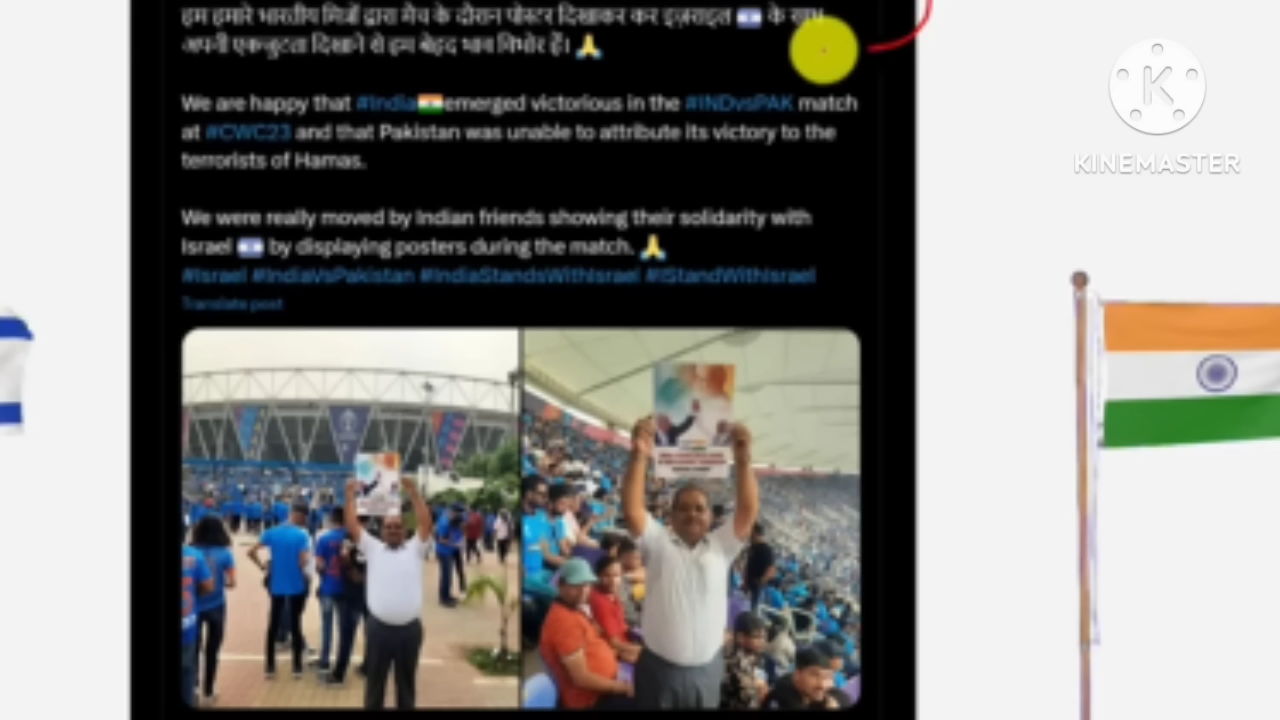 हम हमारे भारतीय मित्रों द्वारा मैच के दौरान पोस्टर दिखाकर कर इज़राइल 🇮🇱 के साथ
अपनी एकजुटता दिखाने से हम बेहद भाव विभोर हैं। 🙏
We are happy that #India🇮🇳emerged victorious in the #INDvsPAK match
at #CWC23 and that Pakistan was unable to attribute its victory to the
terrorists of Hamas.
We were really moved by Indian friends showing their solidarity with
Israel 🇮🇱 by displaying posters during the match. 🙏
#Israel #IndiaVsPakistan #IndiaStandsWithIsrael #IStandWithIsrael
Translate post
K
KINEMASTER